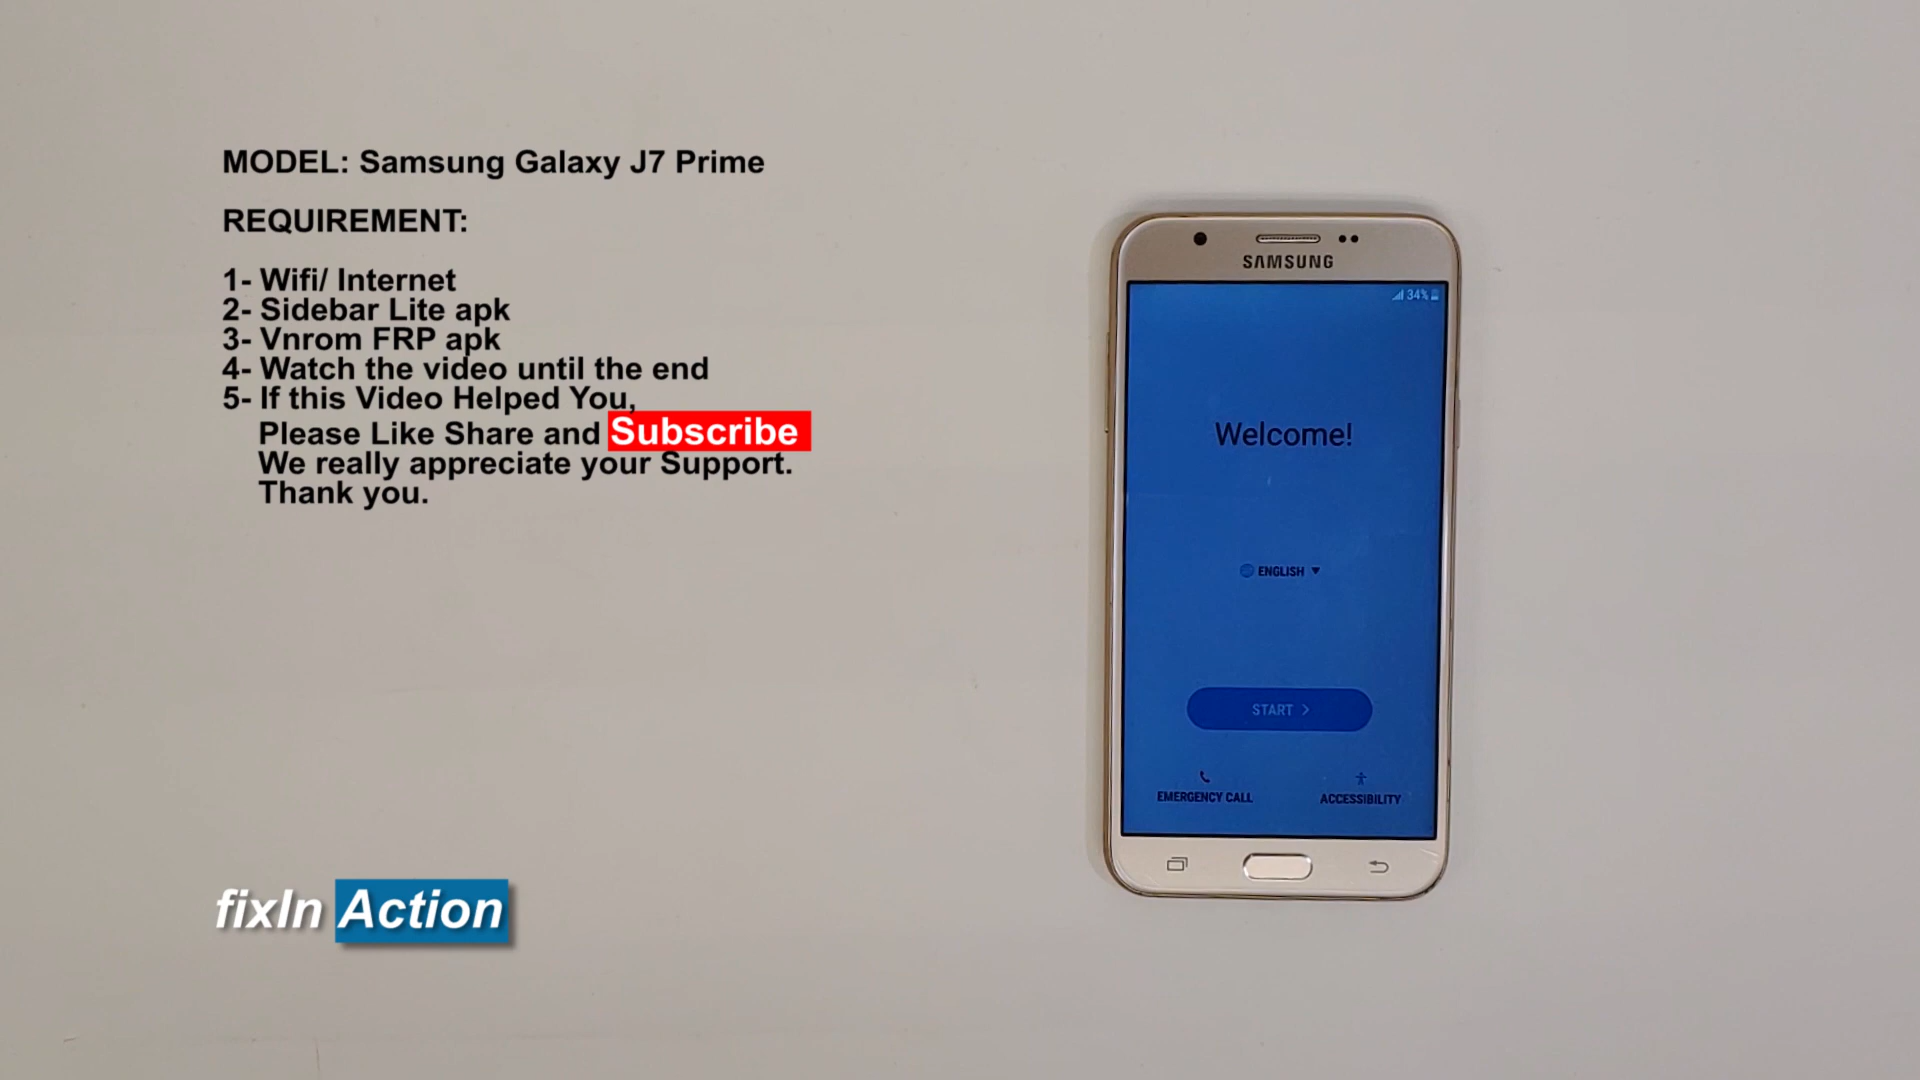 MODEL: Samsung Galaxy J7 Prime
REQUIREMENT:
1- Wifi/ Internet
2- Sidebar Lite apk
3- Vnrom FRP apk
4- Watch the video until the end
5- If this Video Helped You,
Please Like Share and Subscribe
We really appreciate your Support.
Thank you.
fixIn Action
SAMSUNG
34%
Welcome!
ENGLISH
START >
EMERGENCY CALL
ACCESSIBILITY